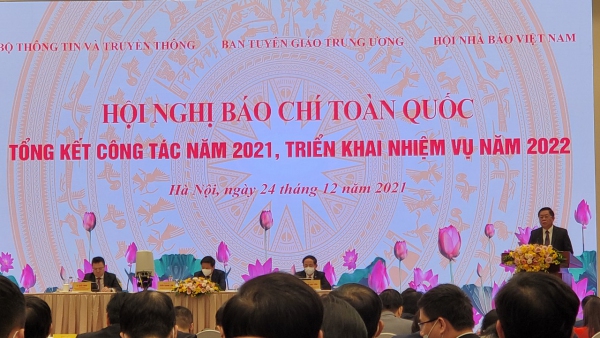 BỘ THÔNG TIN VÀ TRUYỀN THÔNG BAN TUYÊN GIÁO TRUNG ƯƠNG HỘI NHÀ BÁO VIỆT NAM
HỘI NGHỊ BÁO CHÍ TOÀN QUỐC
TỔNG KẾT CÔNG TÁC NĂM 2021, TRIỂN KHAI NHIỆM VỤ NĂM 2022
Hà Nội, ngày 24 tháng 12 năm 2021